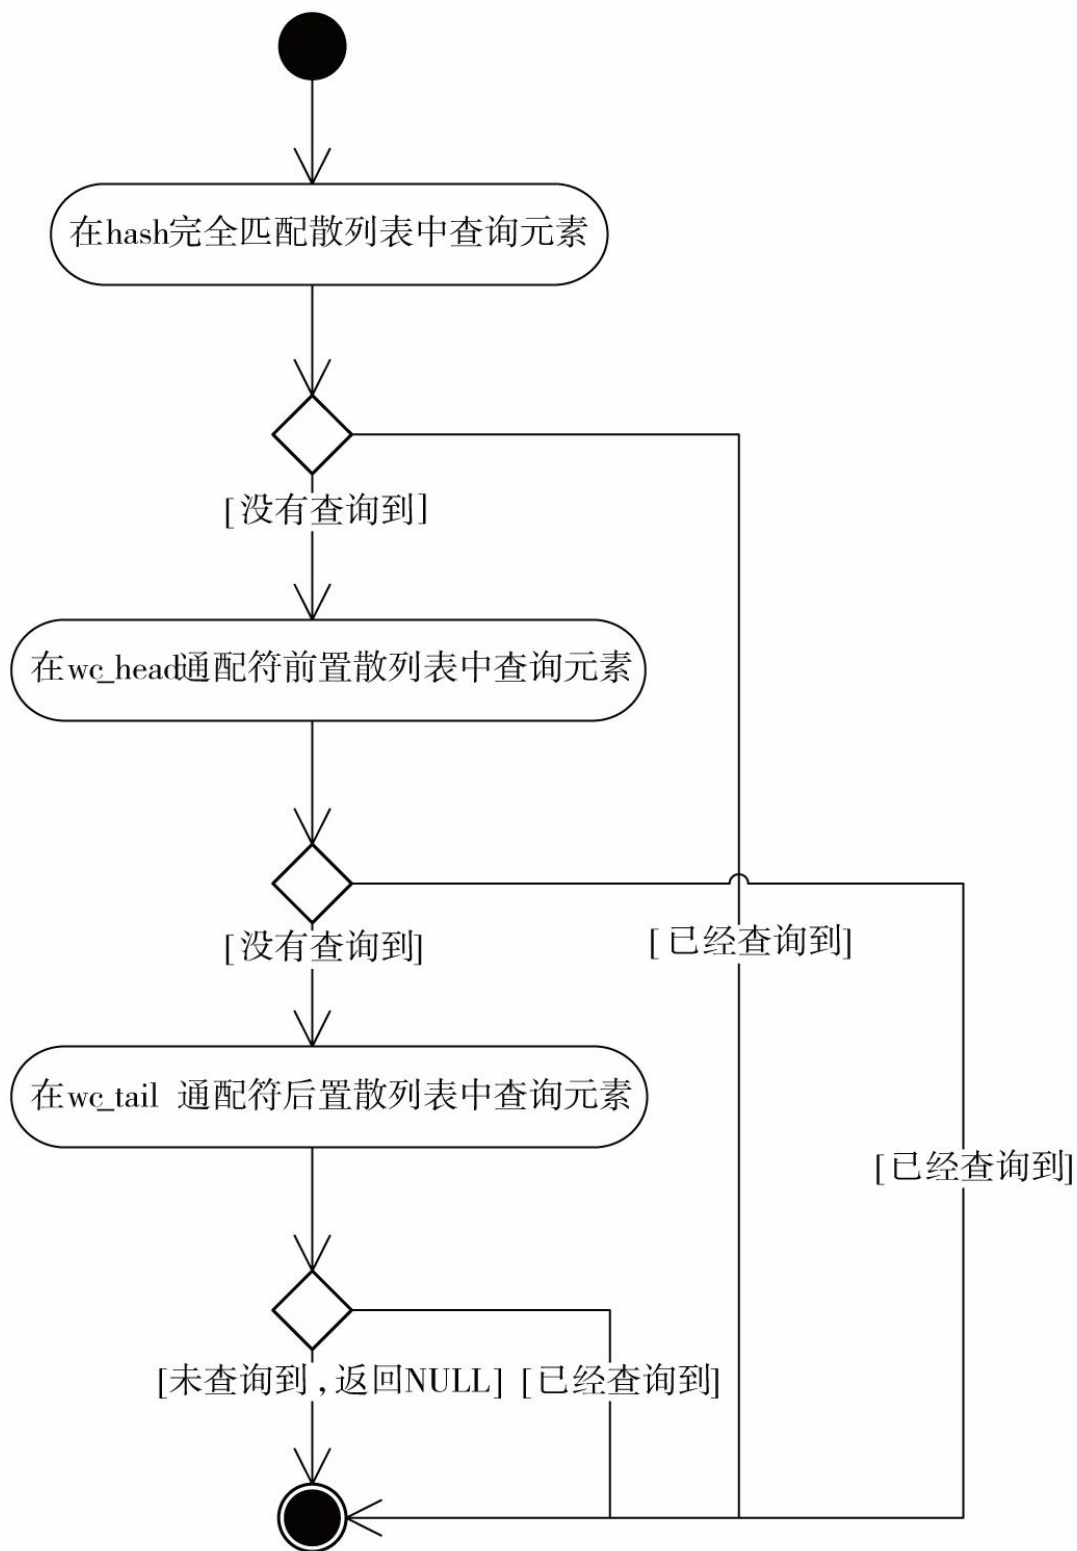 在hash完全匹配散列表中查询元素
[没有查询到]
在wc_head通配符前置散列表中查询元素
[没有查询到]
[已经查询到]
在wc_tail 通配符后置散列表中查询元素
[已经查询到]
[未查询到,返回NULL] [已经查询到]